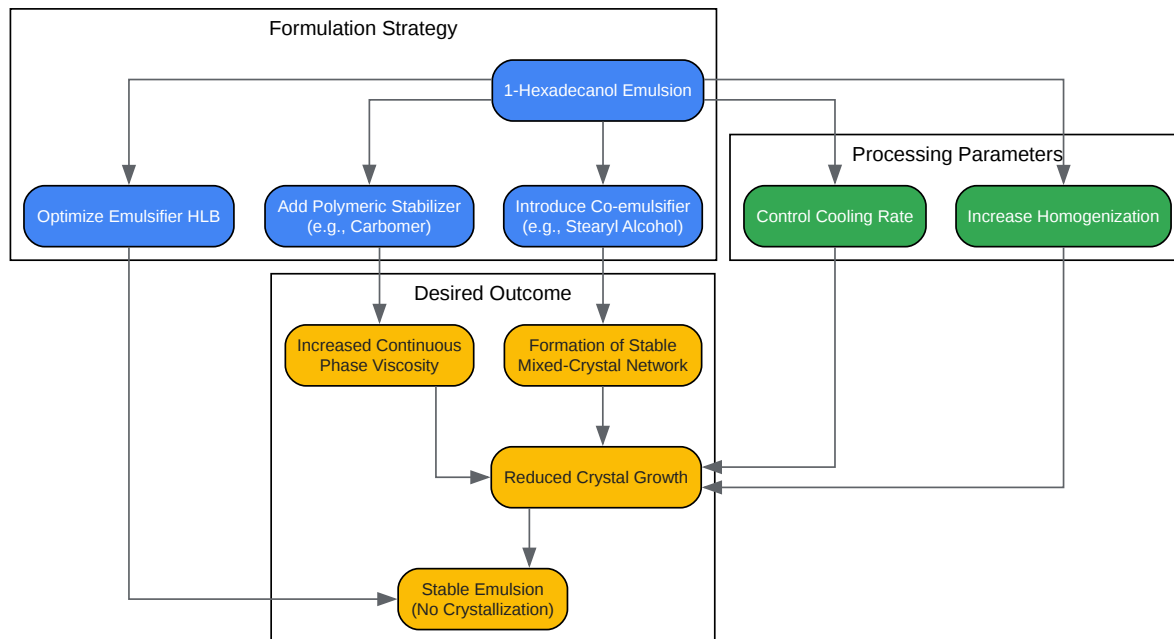 Formulation Strategy
1-Hexadecanol Emulsion
Processing Parameters
Optimize Emulsifier HLB
Add Polymeric Stabilizer
(e.g., Carbomer)
Introduce Co-emulsifier
(e.g., Stearyl Alcohol)
Control Cooling Rate
Increase Homogenization
Desired Outcome
Increased Continuous
Phase Viscosity
Formation of Stable
Mixed-Crystal Network
Reduced Crystal Growth
Stable Emulsion
(No Crystallization)